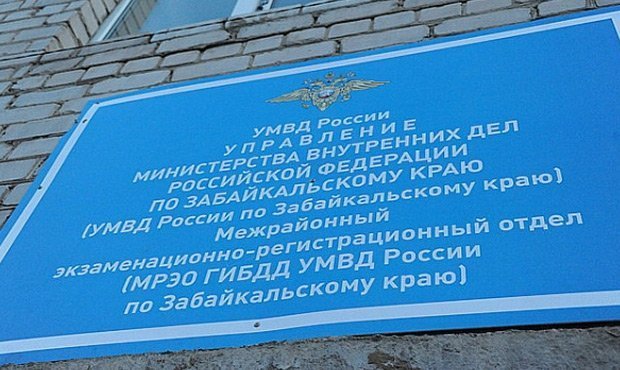 УМВД России
УПРАВЛЕНИЕ
МИНИСТЕРСТВА ВНУТРЕННИХ ДЕЛ
РОССИЙСКОЙ ФЕДЕРАЦИИ
ПО ЗАБАЙКАЛЬСКОМУ КРАЮ
(УМВД России по Забайкальскому краю)
Межрайонный
экзаменационно-регистрационный отдел
(МРЭО ГИБДД УМВД России
по Забайкальскому краю)